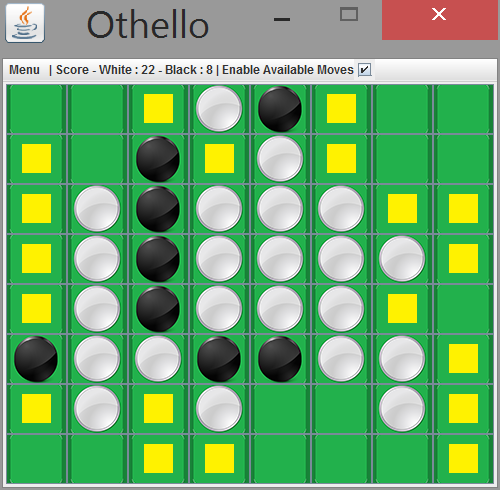 Othello
Menu | Score - White : 22 - Black : 8 | Enable Available Moves